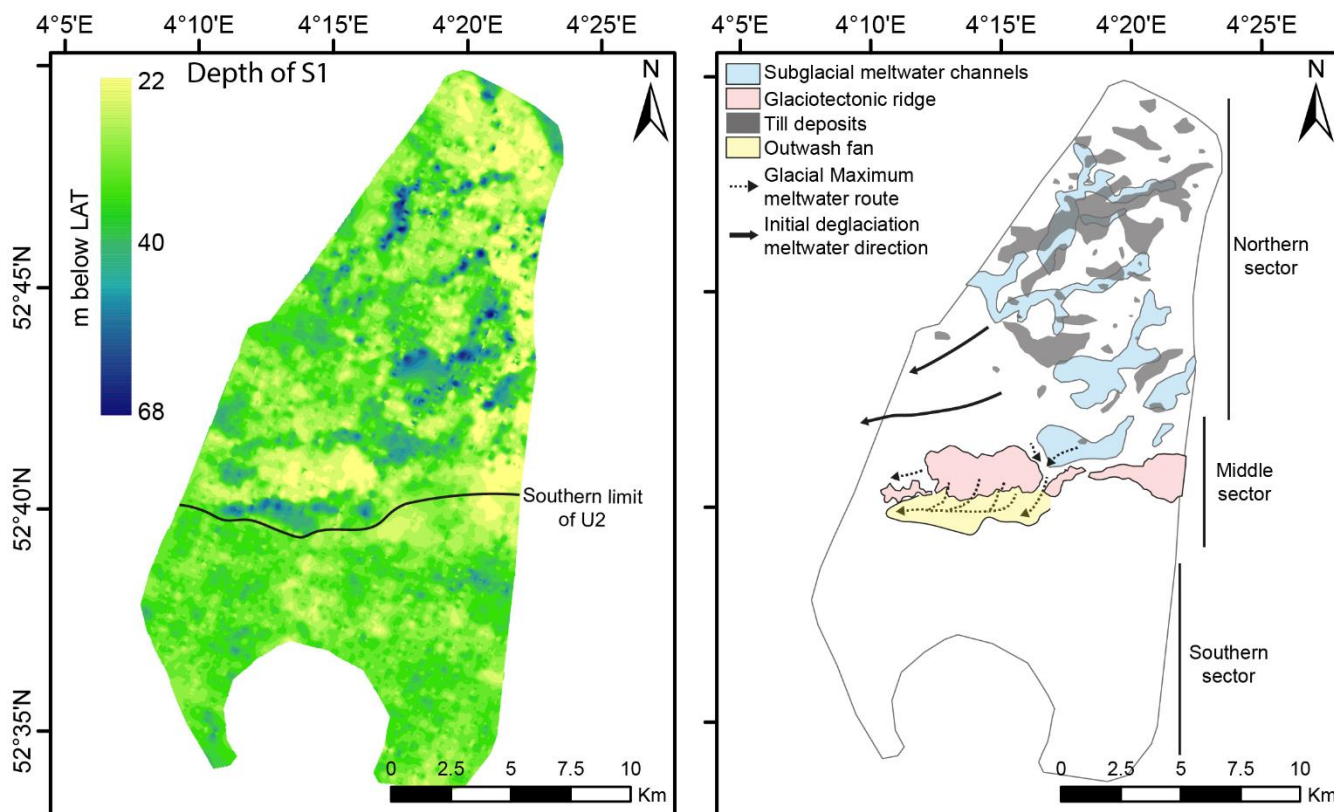 4°5'E 4°10'E 4°15'E 4°20'E 4°25'E
Depth of S1
N
22
40
68
m below LAT
52°45'N
52°40'N
52°35'N
Southern limit
of U2
0 2.5 5 7.5 10
Km
4°5'E 4°10'E 4°15'E 4°20'E 4°25'E
N
Subglacial meltwater channels
Glaciotectonic ridge
Till deposits
Outwash fan
Glacial Maximum
meltwater route
Initial deglaciation
meltwater direction
Northern
sector
Middle
sector
Southern
sector
0 2.5 5 7.5 10
Km